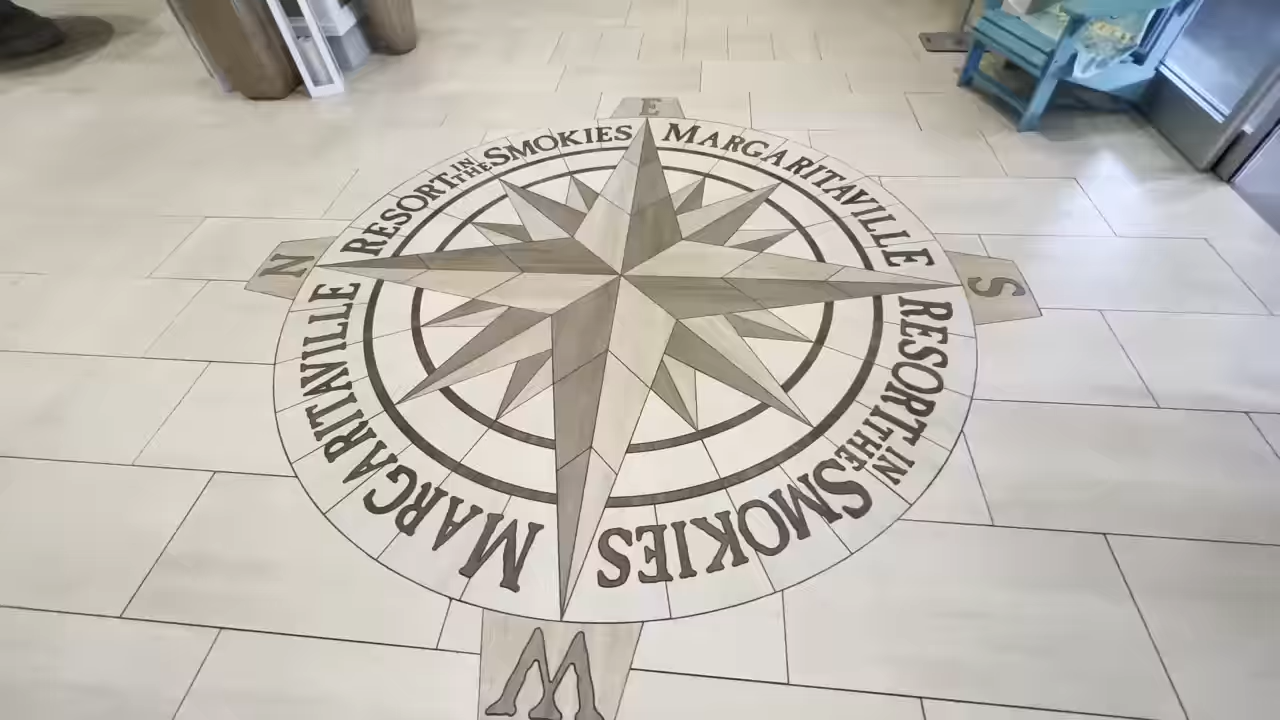 E
MARGARITAVILLE
S
RESORT IN THE SMOKIES
W
MARGARITAVILLE
N
RESORT IN THE SMOKIES